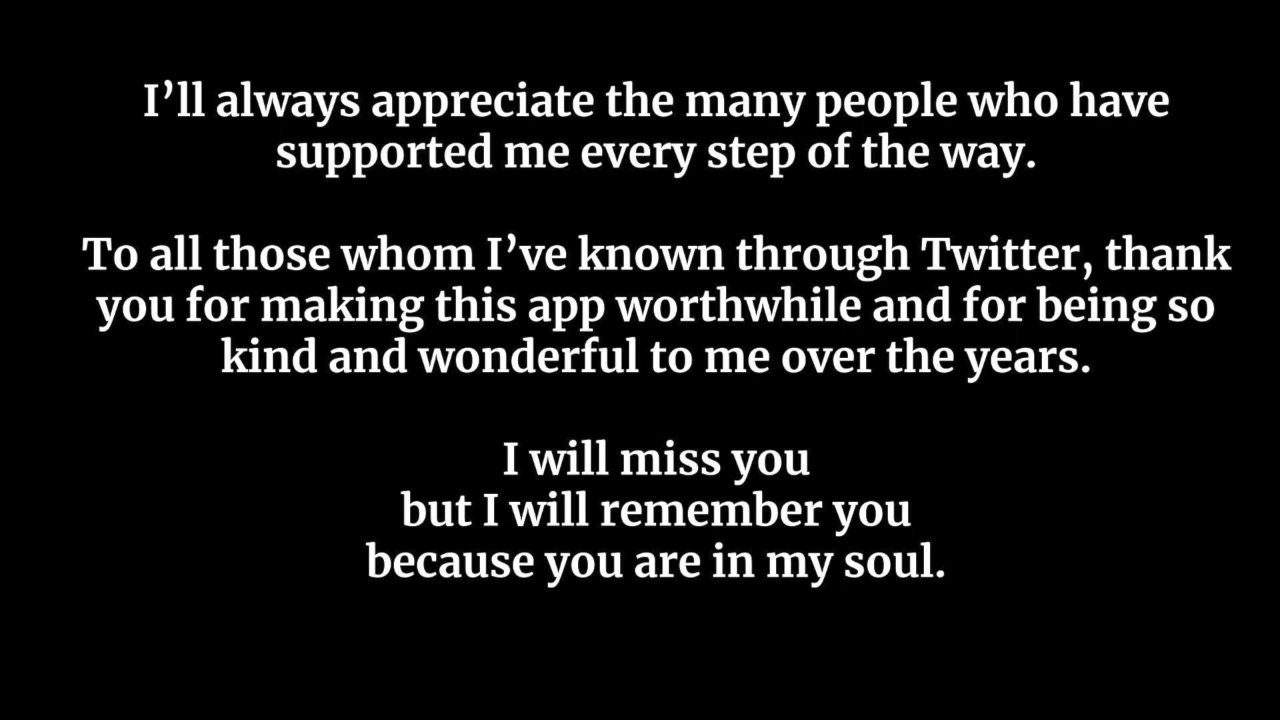 I’ll always appreciate the many people who have
supported me every step of the way.
To all those whom I’ve known through Twitter, thank
you for making this app worthwhile and for being so
kind and wonderful to me over the years.
I will miss you
but I will remember you
because you are in my soul.